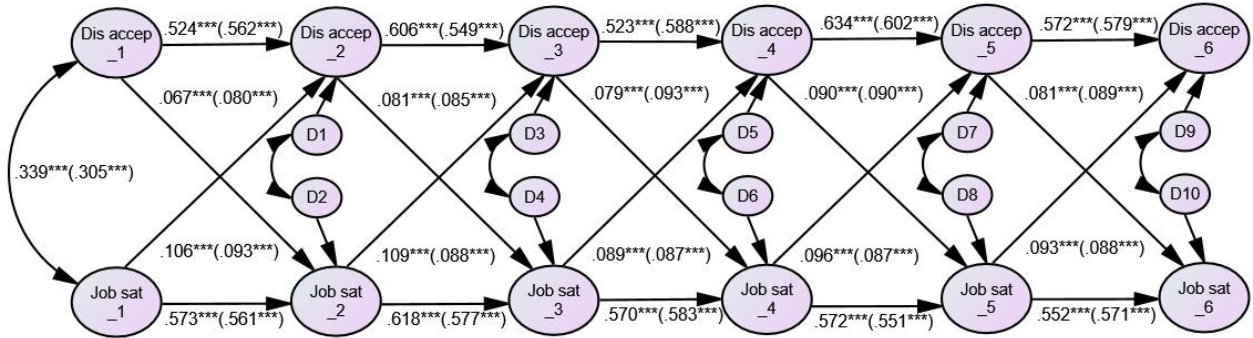 Dis accep
_1
.524***(.562***)
Dis accep
_2
.606***(.549***)
Dis accep
_3
.523***(.588***)
Dis accep
_4
.634***(.602***)
Dis accep
_5
.572***(.579***)
Dis accep
_6
.067***(.080***)
.081***(.085***)
.079***(.093***)
.090***(.090***)
.081***(.089***)
D1
D3
D5
D7
D9
.339***(.305***)
D2
D4
D6
D8
D10
.106***(.093***)
.109***(.088***)
.089***(.087***)
.096***(.087***)
.093***(.088***)
Job sat
_1
.573***(.561***)
Job sat
_2
.618***(.577***)
Job sat
_3
.570***(.583***)
Job sat
_4
.572***(.551***)
Job sat
_5
.552***(.571***)
Job sat
_6